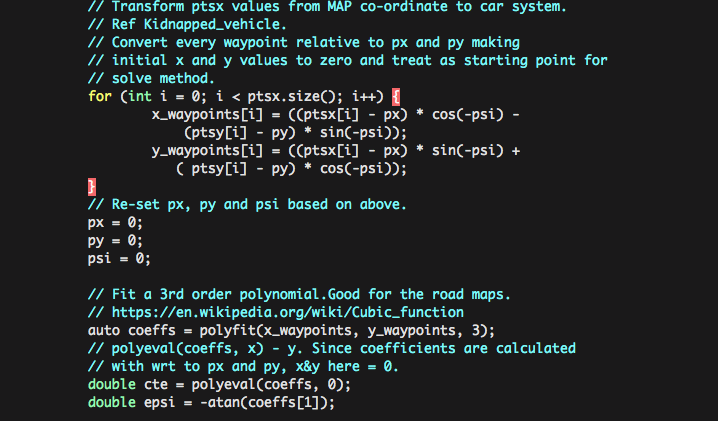 // Transform ptsx values from MAP co-ordinate to car system.
// Ref Kidnapped_vehicle.
// Convert every waypoint relative to px and py making
// initial x and y values to zero and treat as starting point for
// solve method.
for (int i = 0; i < ptsx.size(); i++) {
x_waypoints[i] = ((ptsx[i] - px) * cos(-psi) -
(ptsy[i] - py) * sin(-psi));
y_waypoints[i] = ((ptsx[i] - px) * sin(-psi) +
( ptsy[i] - py) * cos(-psi));
}
// Re-set px, py and psi based on above.
px = 0;
py = 0;
psi = 0;
// Fit a 3rd order polynomial.Good for the road maps.
// https://en.wikipedia.org/wiki/Cubic_function
auto coeffs = polyfit(x_waypoints, y_waypoints, 3);
// polyeval(coeffs, x) - y. Since coefficients are calculated
// with wrt to px and py, x&y here = 0.
double cte = polyeval(coeffs, 0);
double epsi = -atan(coeffs[1]);